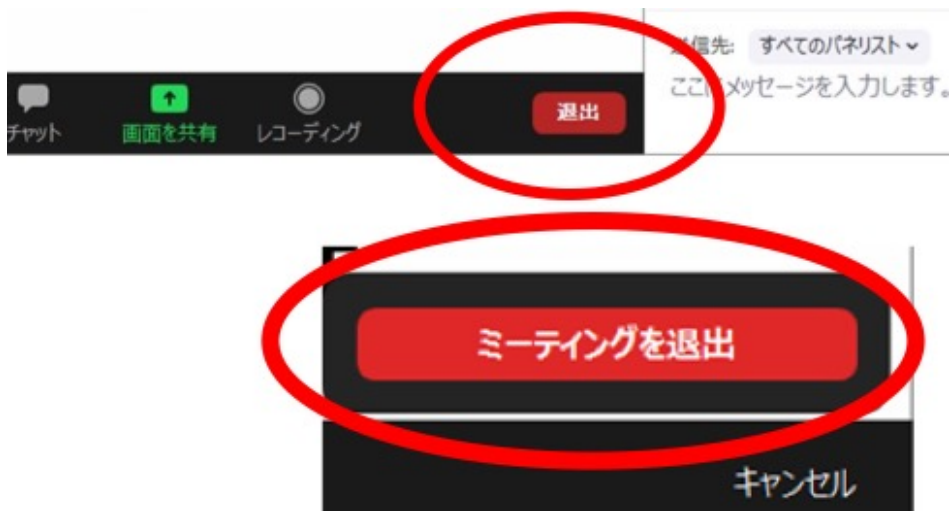 送信先: すべてのパネリスト
ここにメッセージを入力します。
チャット
画面を共有
レコーディング
退出
ミーティングを退出
キャンセル